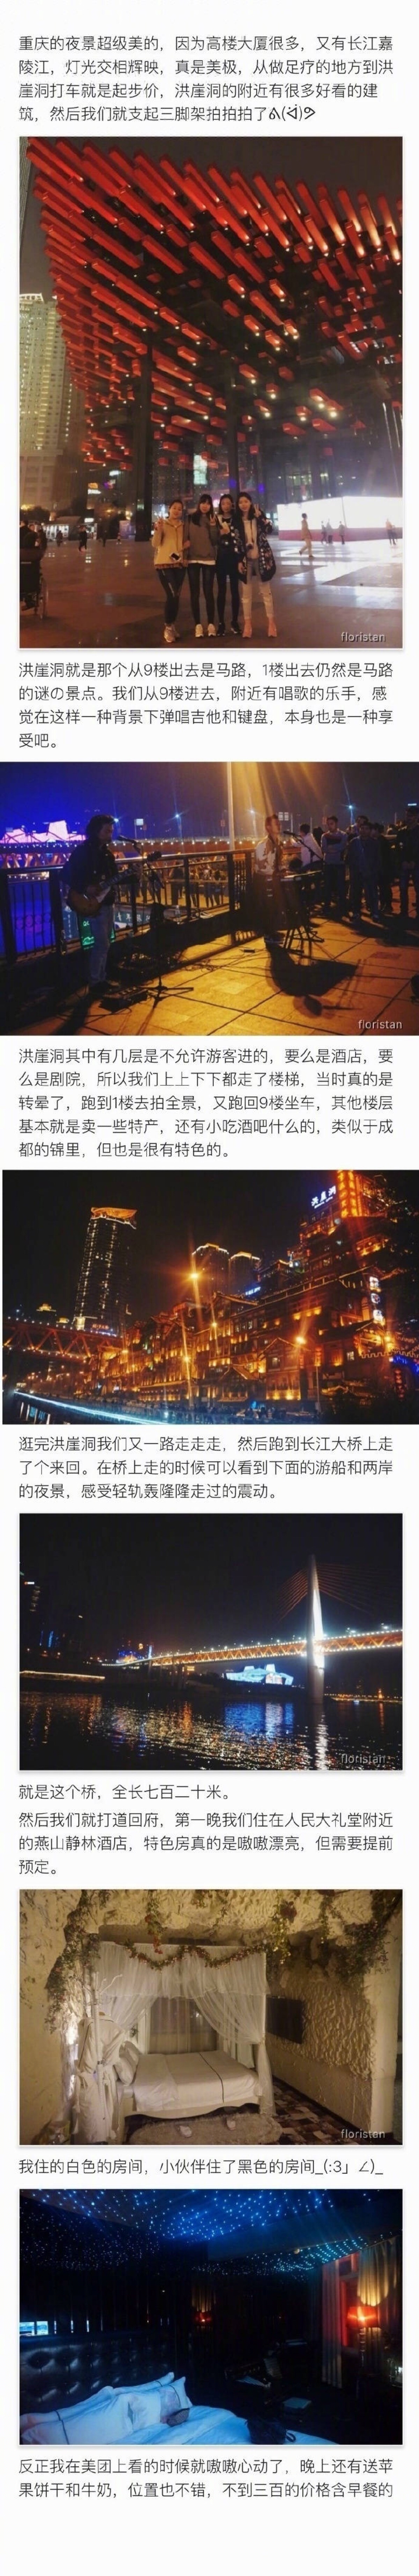 重庆的夜景超级美的，因为高楼大厦很多，又有长江嘉
陵江，灯光交相辉映，真是美极，从做足疗的地方到洪
崖洞打车就是起步价，洪崖洞的附近有很多好看的建
筑，然后我们就支起三脚架拍拍拍了
floristan
洪崖洞就是那个从9楼出去是马路，1楼出去仍然是马路
的谜の景点。我们从9楼进去，附近有唱歌的乐手，感
觉在这样一种背景下弹唱吉他和键盘，本身也是一种享
受吧。
floristan
洪崖洞其中有几层是不允许游客进的，要么是酒店，要
么是剧院，所以我们上上下下都走了楼梯，当时真的是
转晕了，跑到1楼去拍全景，又跑回9楼坐车，其他楼层
基本就是卖一些特产，还有小吃酒吧什么的，类似于成
都的锦里，但也是很有特色的。
洪崖洞
逛完洪崖洞我们又一路走走走，然后跑到长江大桥上走
了个来回。在桥上走的时候可以看到下面的游船和两岸
的夜景，感受轻轨轰隆隆走过的震动。
floristan
就是这个桥，全长七百二十米。
然后我们就打道回府，第一晚我们住在人民大礼堂附近
的燕山静林酒店，特色房真的是嗷嗷漂亮，但需要提前
预定。
floristan
我住的白色的房间，小伙伴住了黑色的房间_(:3」∠)_
反正我在美团上看的时候就嗷嗷心动了，晚上还有送苹
果饼干和牛奶，位置也不错，不到三百的价格含早餐的